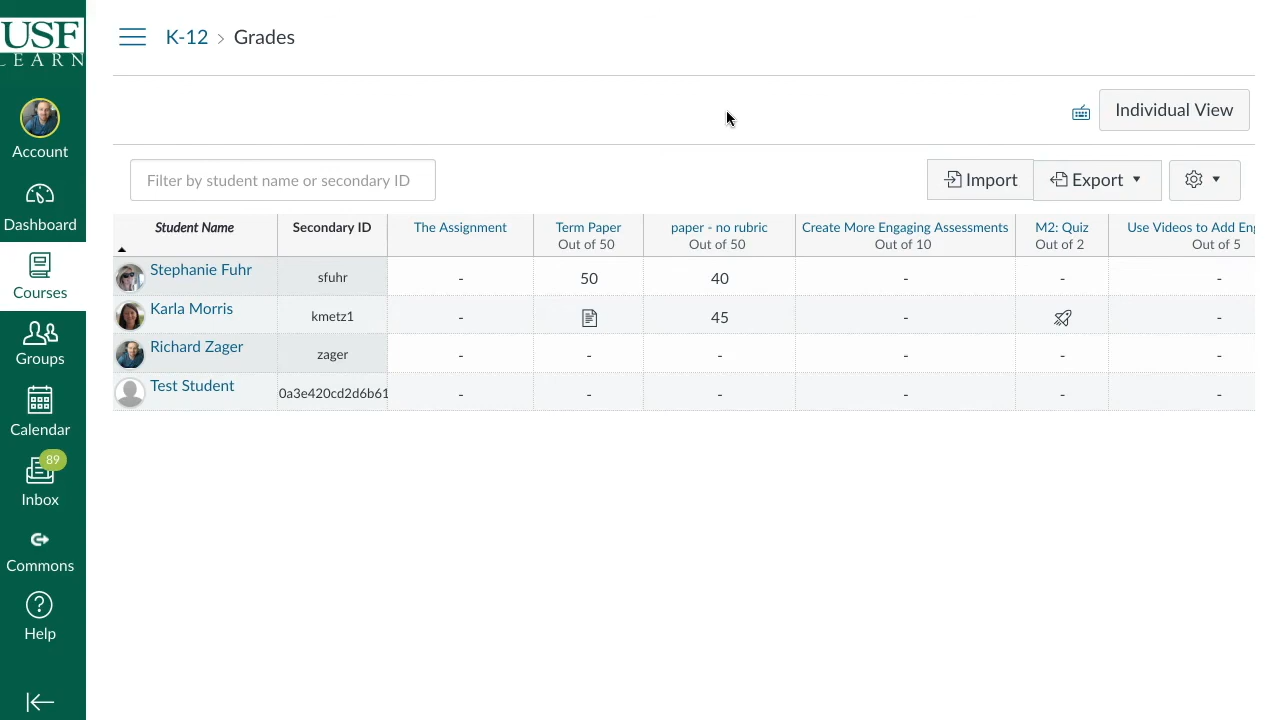 USF
LEARN
Account
Dashboard
Courses
Groups
Calendar
89
Inbox
Commons
Help
K-12 > Grades
Individual View
Filter by student name or secondary ID
Import
Export
Student Name Secondary ID The Assignment Term Paper paper - no rubric Create More Engaging Assessments M2: Quiz Use Videos to Add Eng
Out of 50 Out of 50 Out of 10 Out of 2 Out of 5
Stephanie Fuhr sfuhr - 50 40 - - -
Karla Morris kmetz1 - 45 - -
Richard Zager zager - - - - - -
Test Student 0a3e420cd2d6b61 - - - - - -